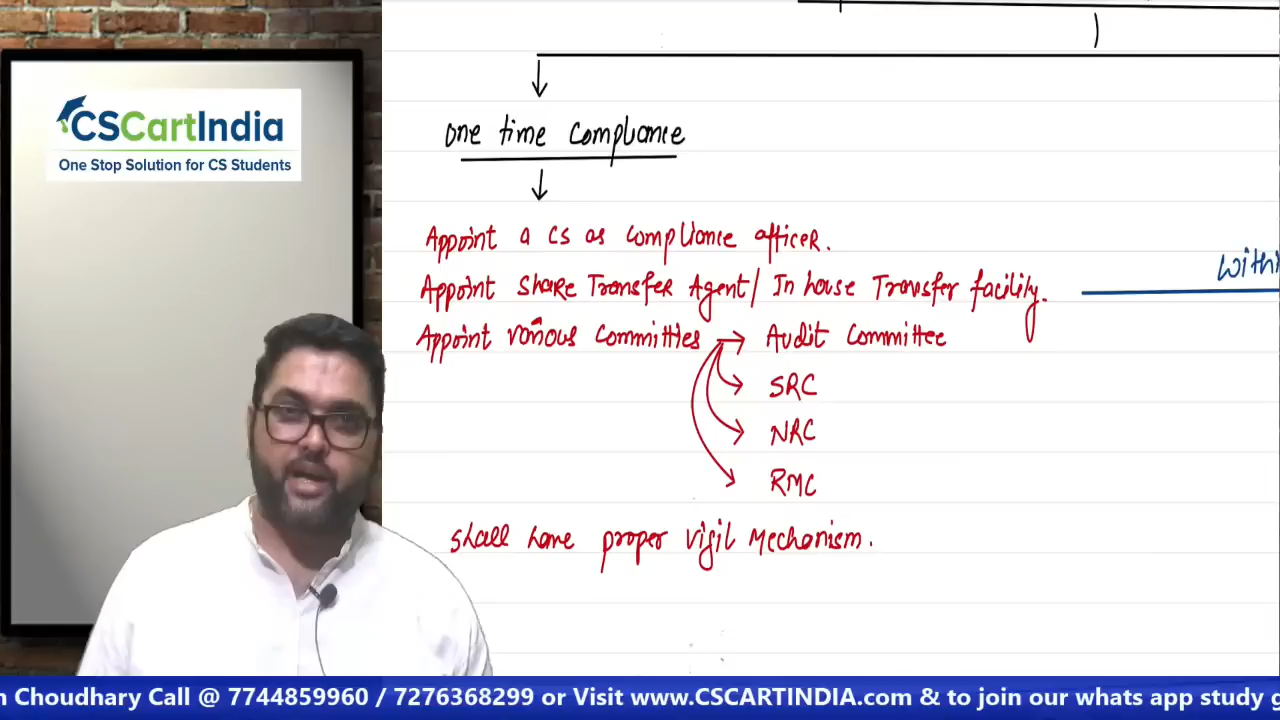 CSCartIndia
One Stop Solution for CS Students
one time compliance
Appoint a CS as compliance officer.
Appoint Share Transfer Agent/ In house Transfer facility.
Withi
Appoint various Committies → Audit Committee
SRC
NRC
RMC
shall have proper vigil Mechanism.
n Choudhary Call @ 7744859960 / 7276368299 or Visit www.CSCARTINDIA.com & to join our whats app study g